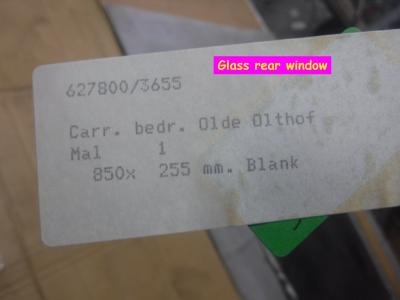 Glass rear window
627800/3655
Carr. bedr. Olde Olthof
Mal 1
850x 255 mm. Blank